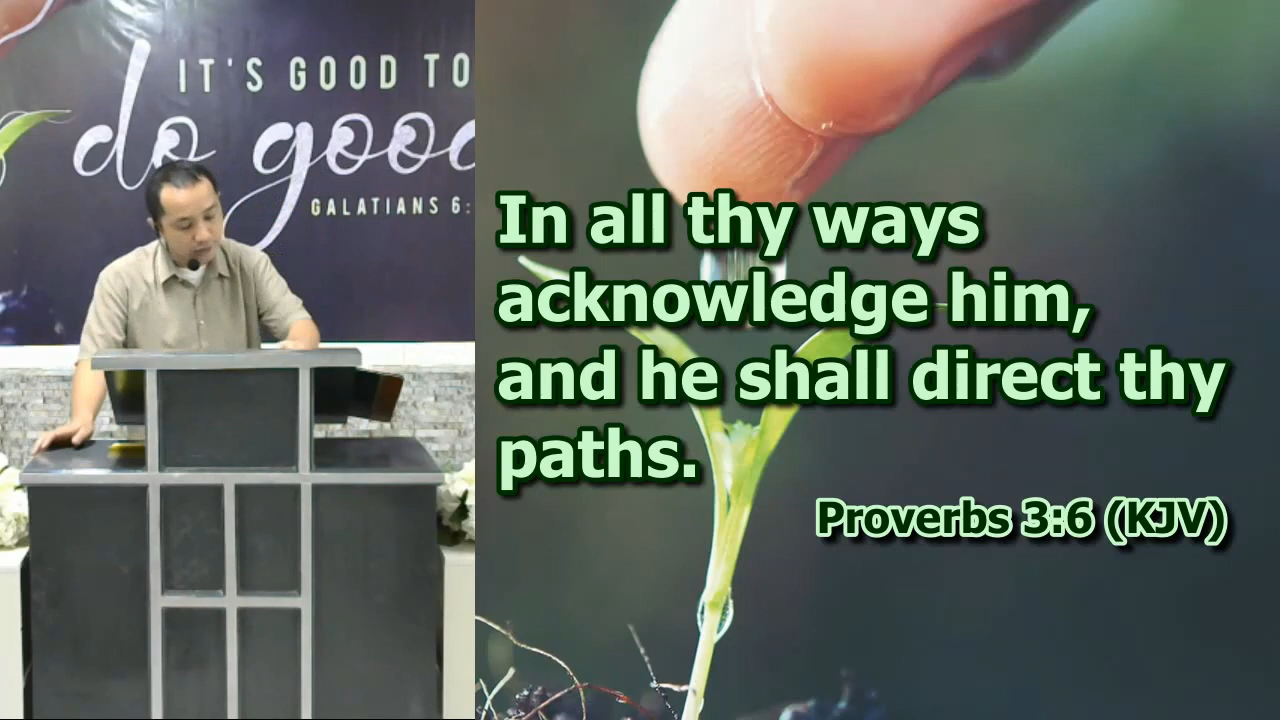 IT'S GOOD TO
do good
GALATIANS 6:
In all thy ways
acknowledge him,
and he shall direct thy
paths.
Proverbs 3:6 (KJV)